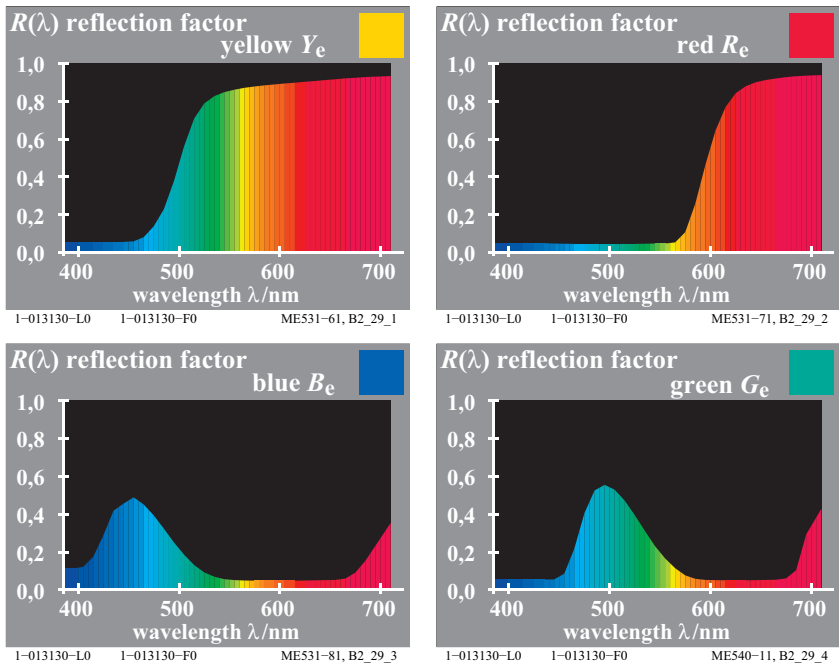 R(λ) reflection factor
yellow Ye
1,0
0,8
0,6
0,4
0,2
0,0
400 500 600 700
wavelength λ/nm
1−013130−L0 1−013130−F0 ME531−61, B2_29_1
R(λ) reflection factor
red Re
1,0
0,8
0,6
0,4
0,2
0,0
400 500 600 700
wavelength λ/nm
1−013130−L0 1−013130−F0 ME531−71, B2_29_2
R(λ) reflection factor
blue Be
1,0
0,8
0,6
0,4
0,2
0,0
400 500 600 700
wavelength λ/nm
1−013130−L0 1−013130−F0 ME531−81, B2_29_3
R(λ) reflection factor
green Ge
1,0
0,8
0,6
0,4
0,2
0,0
400 500 600 700
wavelength λ/nm
1−013130−L0 1−013130−F0 ME540−11, B2_29_4